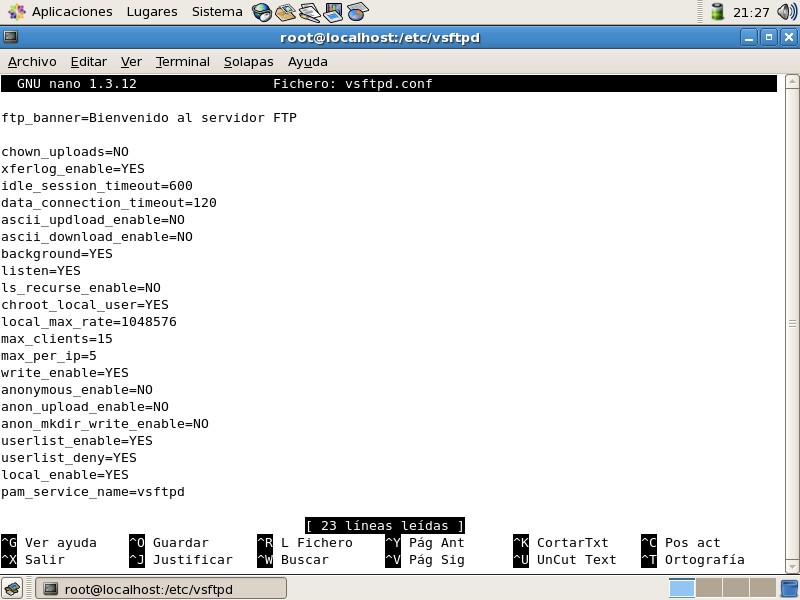 Aplicaciones Lugares Sistema 21:27
root@localhost:/etc/vsftpd
Archivo Editar Ver Terminal Solapas Ayuda
GNU nano 1.3.12 Fichero: vsftpd.conf
ftp_banner=Bienvenido al servidor FTP
chown_uploads=NO
xferlog_enable=YES
idle_session_timeout=600
data_connection_timeout=120
ascii_updload_enable=NO
ascii_download_enable=NO
background=YES
listen=YES
ls_recurse_enable=NO
chroot_local_user=YES
local_max_rate=1048576
max_clients=15
max_per_ip=5
write_enable=YES
anonymous_enable=NO
anon_upload_enable=NO
anon_mkdir_write_enable=NO
userlist_enable=YES
userlist_deny=YES
local_enable=YES
pam_service_name=vsftpd
[ 23 líneas leídas ]
^G Ver ayuda ^O Guardar ^R L Fichero ^Y Pág Ant ^K CortarTxt ^C Pos act
^X Salir ^J Justificar ^W Buscar ^V Pág Sig ^U UnCut Text ^T Ortografía
root@localhost:/etc/vsftpd